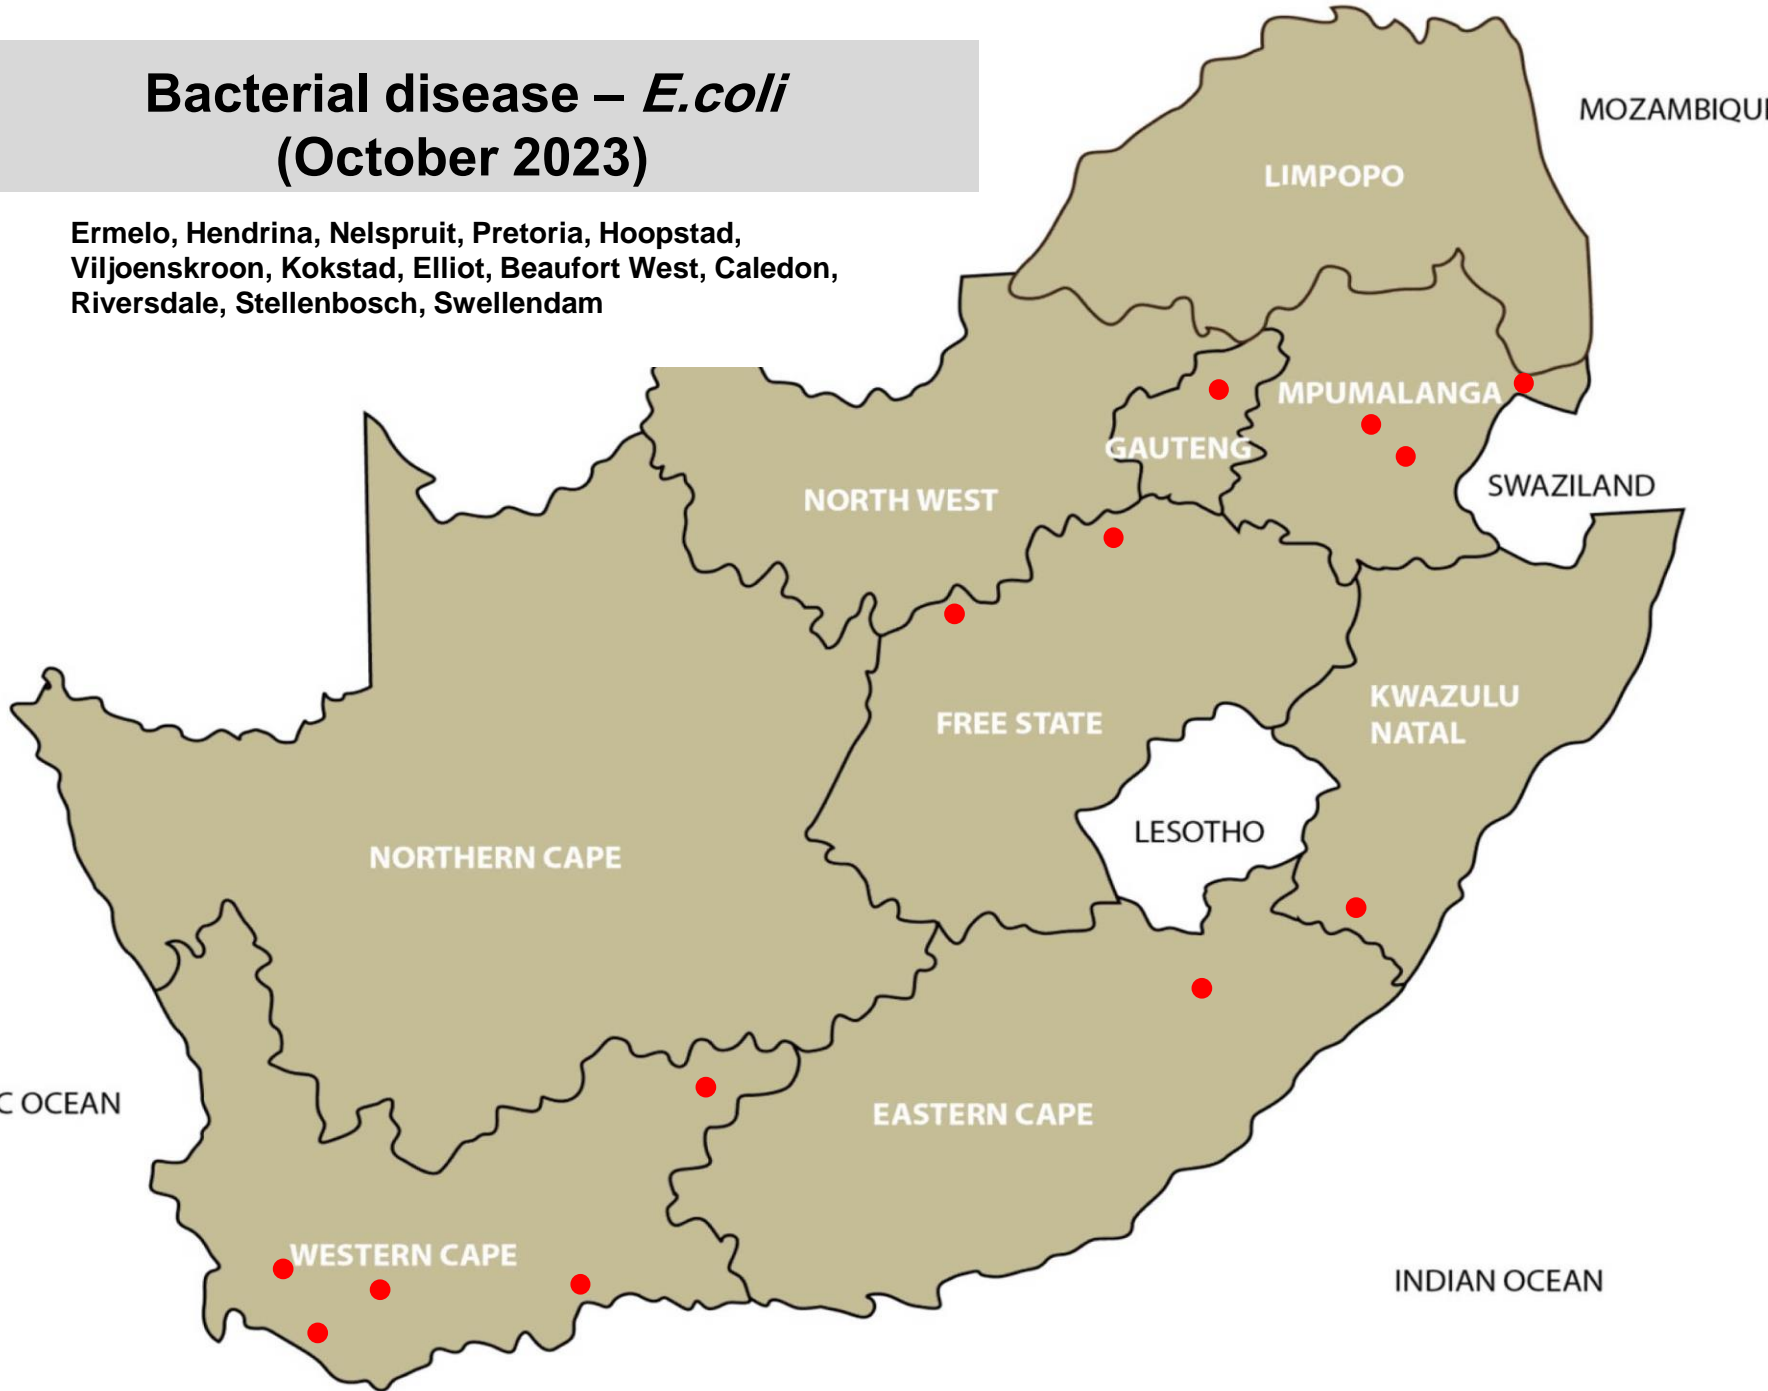 Bacterial disease – E.coli
(October 2023)
Ermelo, Hendrina, Nelspruit, Pretoria, Hoopstad,
Viljoenskroon, Kokstad, Elliot, Beaufort West, Caledon,
Riversdale, Stellenbosch, Swellendam
MOZAMBIQUE
LIMPOPO
MPUMALANGA
GAUTENG
NORTH WEST
SWAZILAND
KWAZULU
NATAL
FREE STATE
LESOTHO
NORTHERN CAPE
C OCEAN
EASTERN CAPE
WESTERN CAPE
INDIAN OCEAN